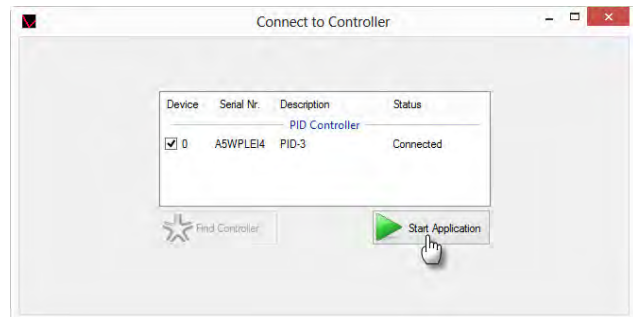 Connect to Controller
Device Serial Nr. Description Status
PID Controller
0 A5WPLEI4 PID-3 Connected
Find Controller Start Application